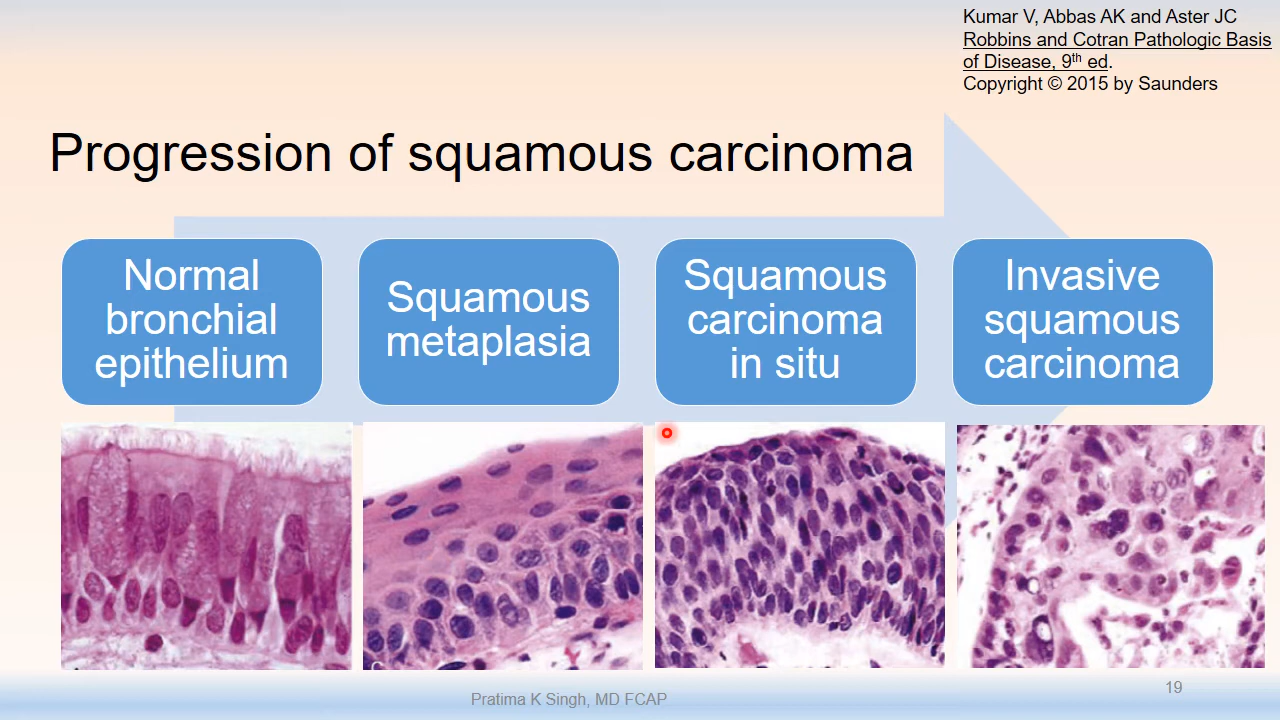 Kumar V, Abbas AK and Aster JC
Robbins and Cotran Pathologic Basis
of Disease, 9th ed.
Copyright © 2015 by Saunders
Progression of squamous carcinoma
Normal
bronchial
epithelium
Squamous
metaplasia
Squamous
carcinoma
in situ
Invasive
squamous
carcinoma
Pratima K Singh, MD FCAP
19